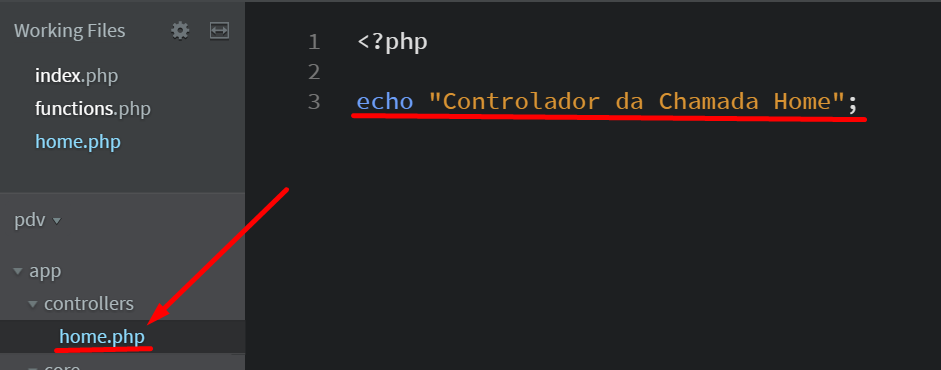 Working Files
index.php
functions.php
home.php
pdv
app
controllers
home.php
core
1 <?php
2
3 echo "Controlador da Chamada Home";